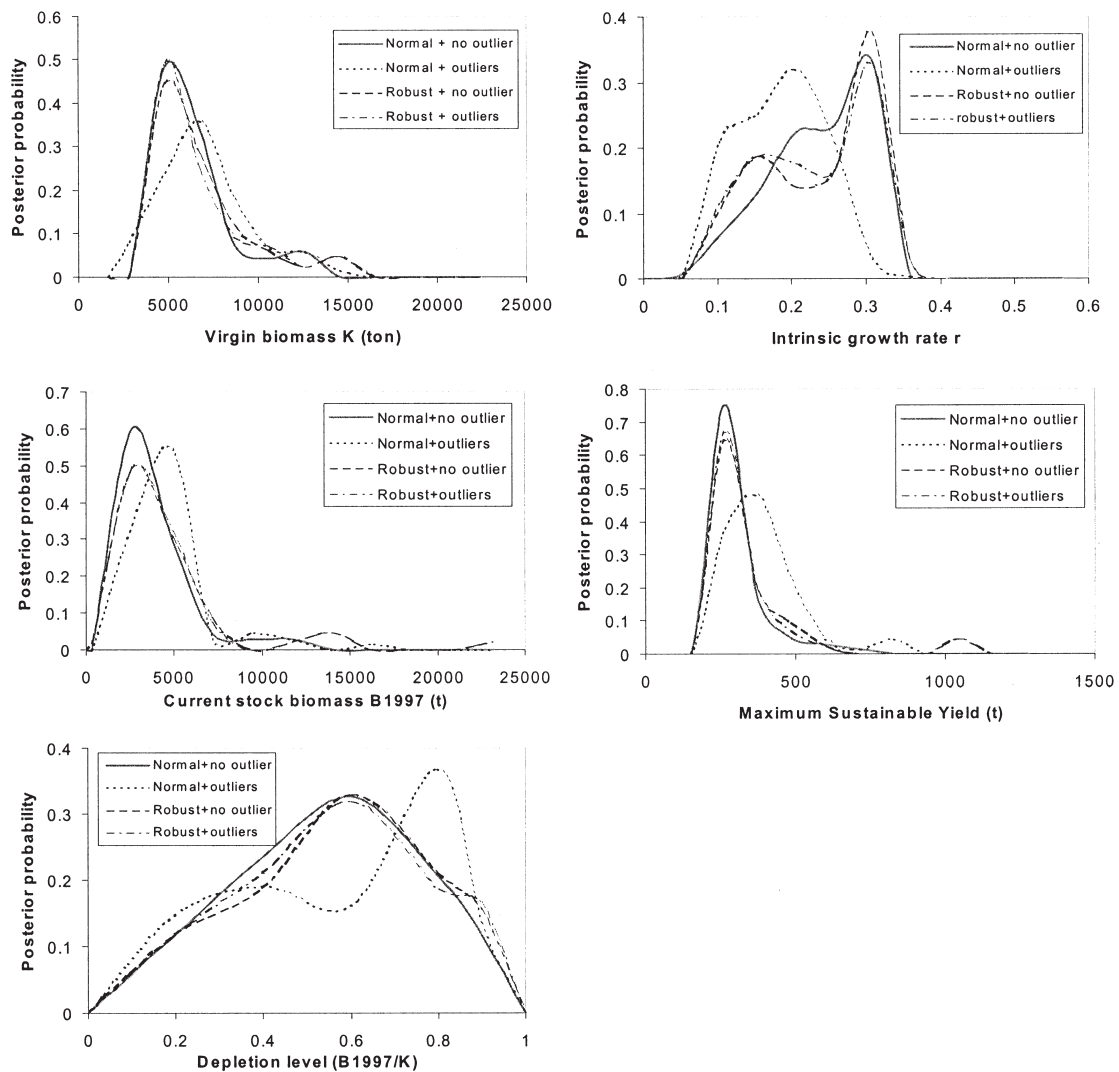 0.6
0.5
0.4
0.3
0.2
0.1
0
Posterior probability
Normal + no outlier
Normal + outliers
Robust + no outlier
Robust + outliers
0 5000 10000 15000 20000 25000
Virgin biomass K (ton)
0.4
0.3
0.2
0.1
0
Posterior probability
Normal+no outlier
Normal+outliers
Robust+no outlier
robust+outliers
0 0.1 0.2 0.3 0.4 0.5 0.6
Intrinsic growth rate r
0.7
0.6
0.5
0.4
0.3
0.2
0.1
0
Posterior probability
Normal+no outlier
Normal+outliers
Robust+no outlier
Robust+outliers
0 5000 10000 15000 20000 25000
Current stock biomass B1997 (t)
0.8
0.7
0.6
0.5
0.4
0.3
0.2
0.1
0
Posterior probability
Normal+no outlier
Normal+outliers
Robust+no outlier
Robust+outliers
0 500 1000 1500
Maximum Sustainable Yield (t)
0.4
0.3
0.2
0.1
0
Posterior probability
Normal+no outlier
Normal+outliers
Robust+no outlier
Robust+outliers
0 0.2 0.4 0.6 0.8 1
Depletion level (B1997/K)